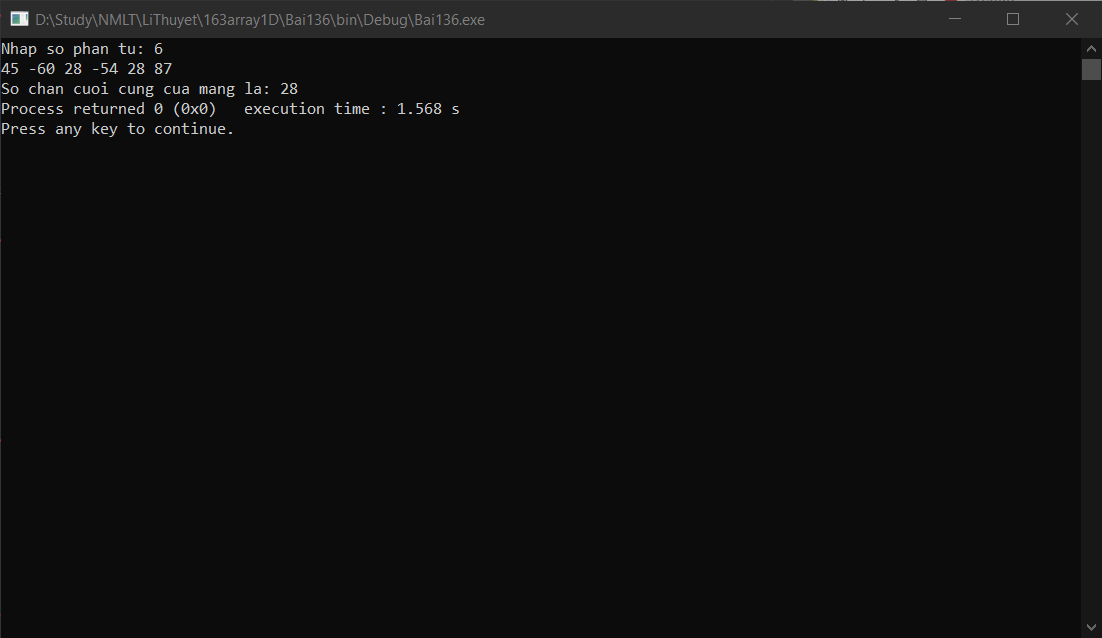 D:\Study\NMLT\LiThuyet\163array1D\Bai136\bin\Debug\Bai136.exe
Nhap so phan tu: 6
45 -60 28 -54 28 87
So chan cuoi cung cua mang la: 28
Process returned 0 (0x0)   execution time : 1.568 s
Press any key to continue.